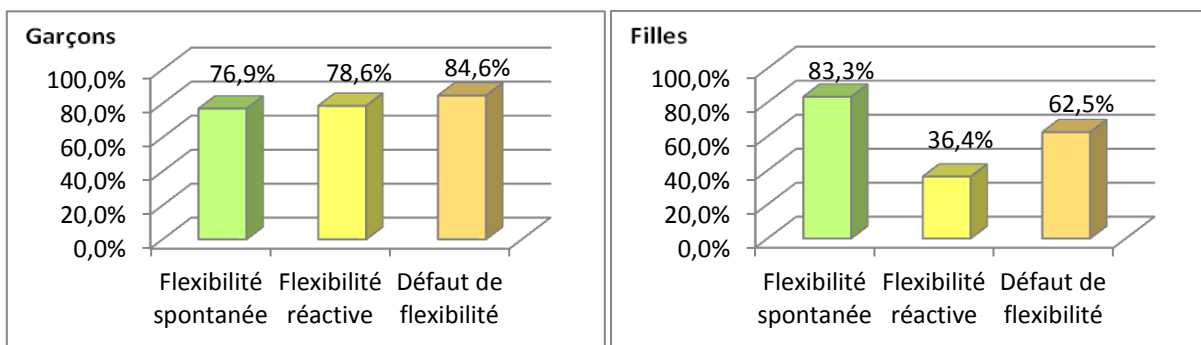 Garçons
100,0%
80,0%
60,0%
40,0%
20,0%
0,0%
76,9%
78,6%
84,6%
Flexibilité spontanée
Flexibilité réactive
Défaut de flexibilité
Filles
100,0%
80,0%
60,0%
40,0%
20,0%
0,0%
83,3%
36,4%
62,5%
Flexibilité spontanée
Flexibilité réactive
Défaut de flexibilité